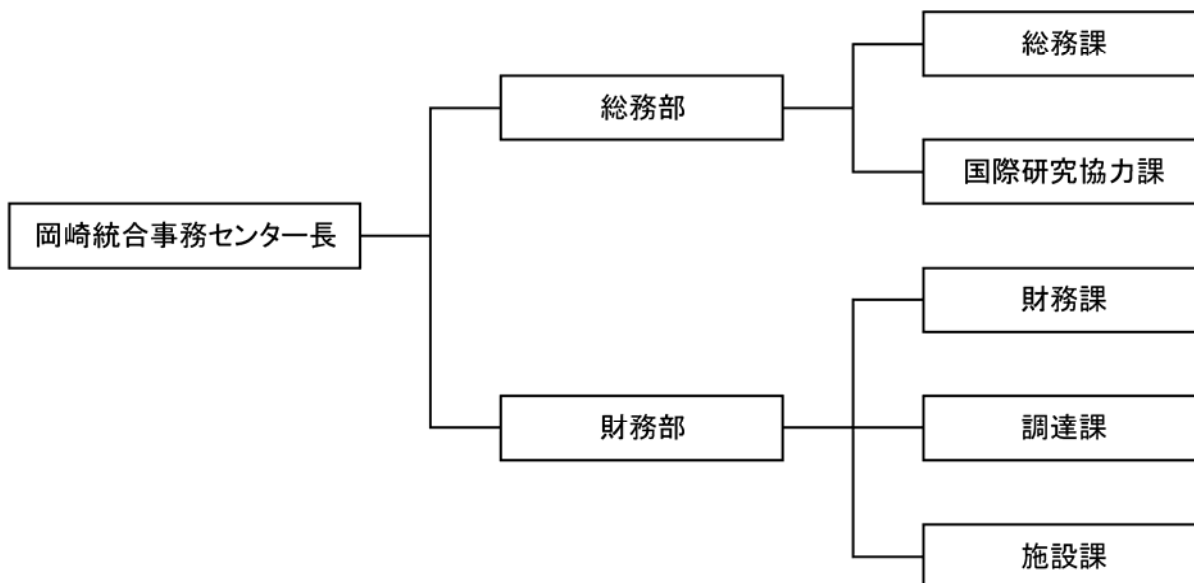 岡崎統合事務センター長
総務部
総務課
国際研究協力課
財務部
財務課
調達課
施設課